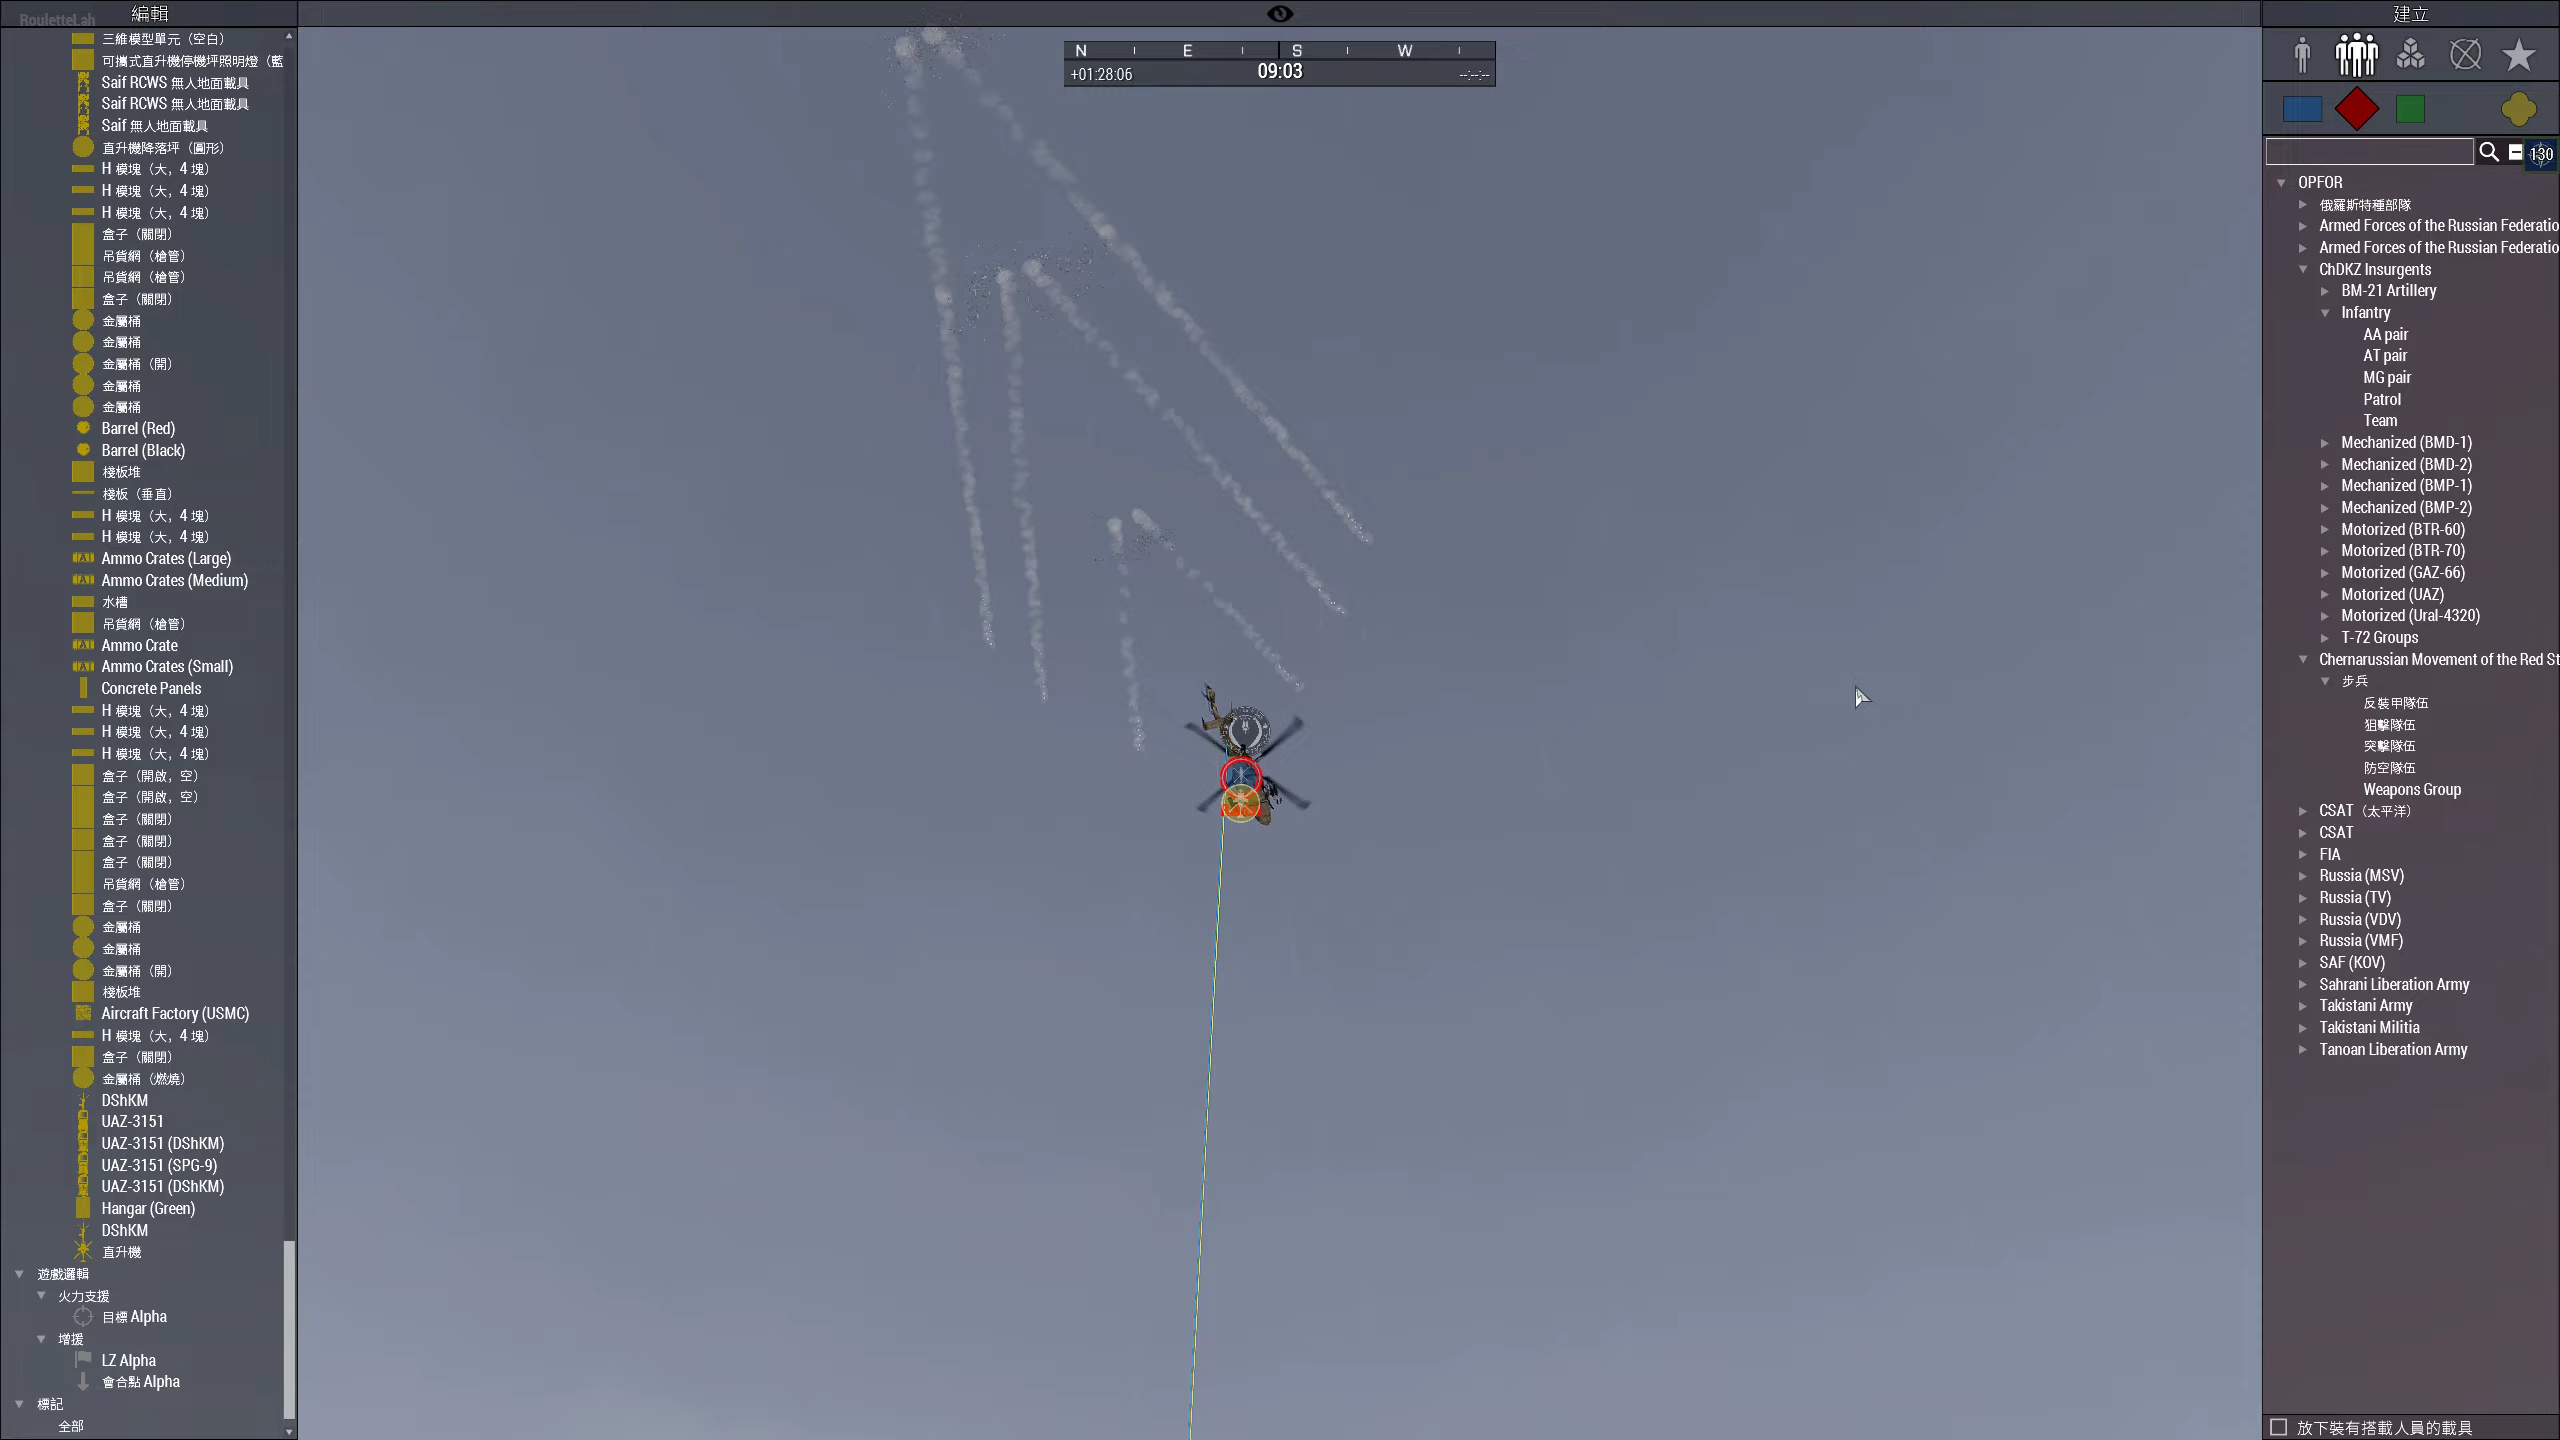 RouletteLah
編輯
三維模型單元（空白）
可攜式直升機停機坪照明燈（藍
Saif RCWS 無人地面載具
Saif RCWS 無人地面載具
Saif 無人地面載具
直升機降落坪（圓形）
H 模塊（大，4 塊）
H 模塊（大，4 塊）
H 模塊（大，4 塊）
盒子（關閉）
吊貨網（槍管）
吊貨網（槍管）
盒子（關閉）
金屬桶
金屬桶
金屬桶（開）
金屬桶
金屬桶
Barrel (Red)
Barrel (Black)
棧板堆
棧板（垂直）
H 模塊（大，4 塊）
H 模塊（大，4 塊）
Ammo Crates (Large)
Ammo Crates (Medium)
水槽
吊貨網（槍管）
Ammo Crate
Ammo Crates (Small)
Concrete Panels
H 模塊（大，4 塊）
H 模塊（大，4 塊）
H 模塊（大，4 塊）
盒子（開啟，空）
盒子（開啟，空）
盒子（關閉）
盒子（關閉）
盒子（關閉）
吊貨網（槍管）
盒子（關閉）
金屬桶
金屬桶
金屬桶（開）
棧板堆
Aircraft Factory (USMC)
H 模塊（大，4 塊）
盒子（關閉）
金屬桶（燃燒）
DShKM
UAZ-3151
UAZ-3151 (DShKM)
UAZ-3151 (SPG-9)
UAZ-3151 (DShKM)
Hangar (Green)
DShKM
直升機
遊戲邏輯
火力支援
目標 Alpha
增援
LZ Alpha
會合點 Alpha
標記
全部
N E S W
+01:28:06 09:03 --:--:--
建立
130
OPFOR
俄羅斯特種部隊
Armed Forces of the Russian Federatio
Armed Forces of the Russian Federatio
ChDKZ Insurgents
BM-21 Artillery
Infantry
AA pair
AT pair
MG pair
Patrol
Team
Mechanized (BMD-1)
Mechanized (BMD-2)
Mechanized (BMP-1)
Mechanized (BMP-2)
Motorized (BTR-60)
Motorized (BTR-70)
Motorized (GAZ-66)
Motorized (UAZ)
Motorized (Ural-4320)
T-72 Groups
Chernarussian Movement of the Red St
步兵
反裝甲隊伍
狙擊隊伍
突擊隊伍
防空隊伍
Weapons Group
CSAT（太平洋）
CSAT
FIA
Russia (MSV)
Russia (TV)
Russia (VDV)
Russia (VMF)
SAF (KOV)
Sahrani Liberation Army
Takistani Army
Takistani Militia
Tanoan Liberation Army
放下裝有搭載人員的載具